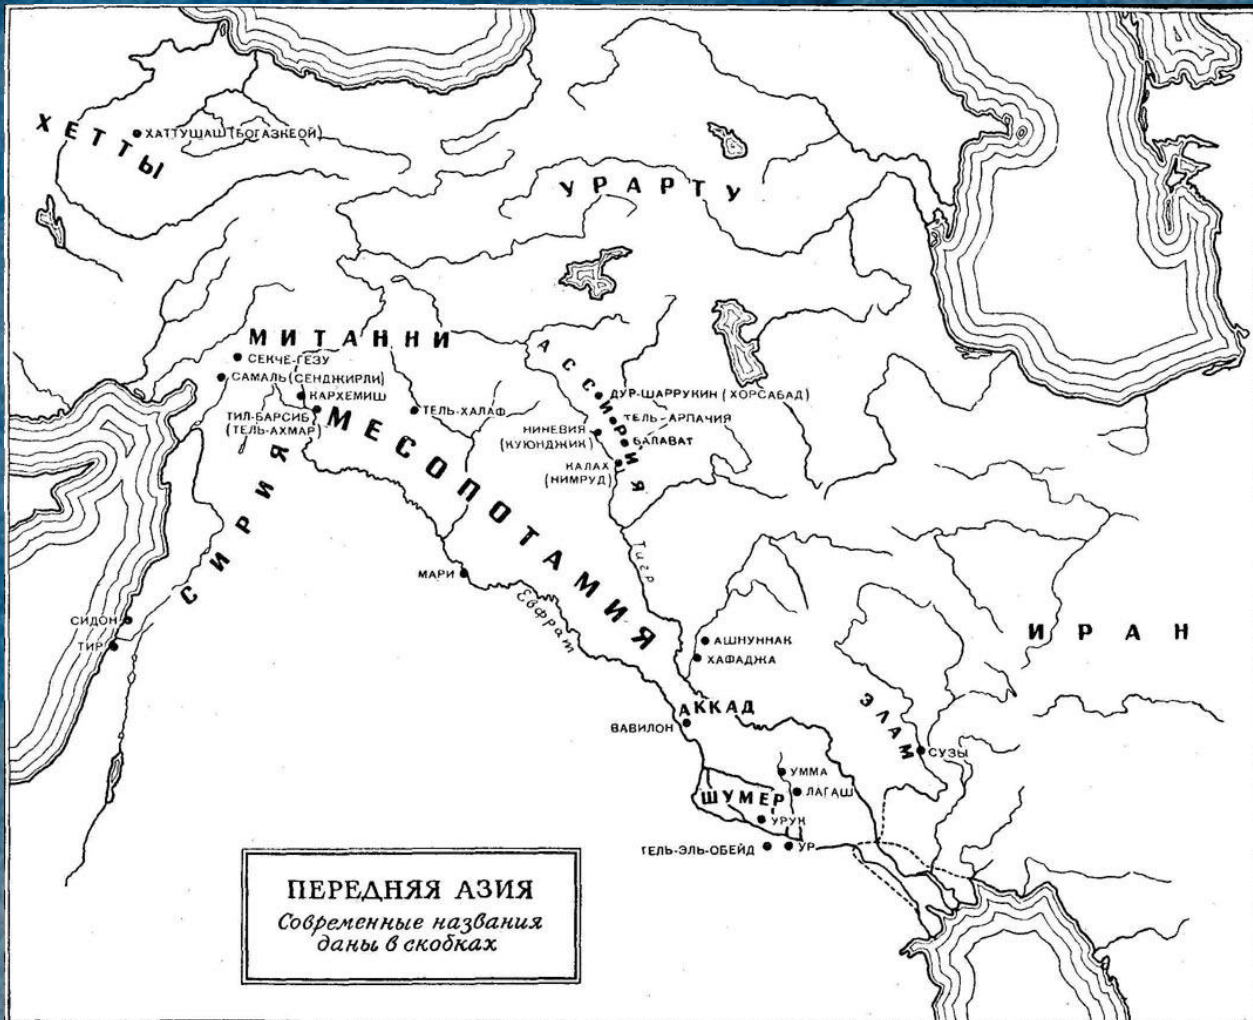 ХЕТТЫ
ХАТТУШАШ (БОГАЗКЕОЙ)
УРАРТУ
МИТАННИ
АССИРИЯ
СЕКЧЕ-ГЕЗУ
САМАЛЬ (СЕНДЖИРЛИ)
КАРХЕМИШ
ТИЛ-БАРСИБ
(ТЕЛЬ-АХМАР)
ТЕЛЬ-ХАЛАФ
ДУР-ШАРРУКИН (ХОРСАБАД)
ТЕЛЬ-АРПАЧИЯ
НИНЕВИЯ
(КУЮНДЖИК)
БАЛАВАТ
КАЛАХ
(НИМРУД)
МЕСОПОТАМИЯ
СИРИЯ
Тигр
МАРИ
Евфрат
СИДОН
ТИР
АШНУННАК
ХАФАДЖА
ИРАН
АККАД
ВАВИЛОН
ЭЛАМ
СУЗЫ
УММА
ЛАГАШ
ШУМЕР
УРУК
ТЕЛЬ-ЭЛЬ-ОБЕЙД
УР
ПЕРЕДНЯЯ АЗИЯ
Современные названия
даны в скобках